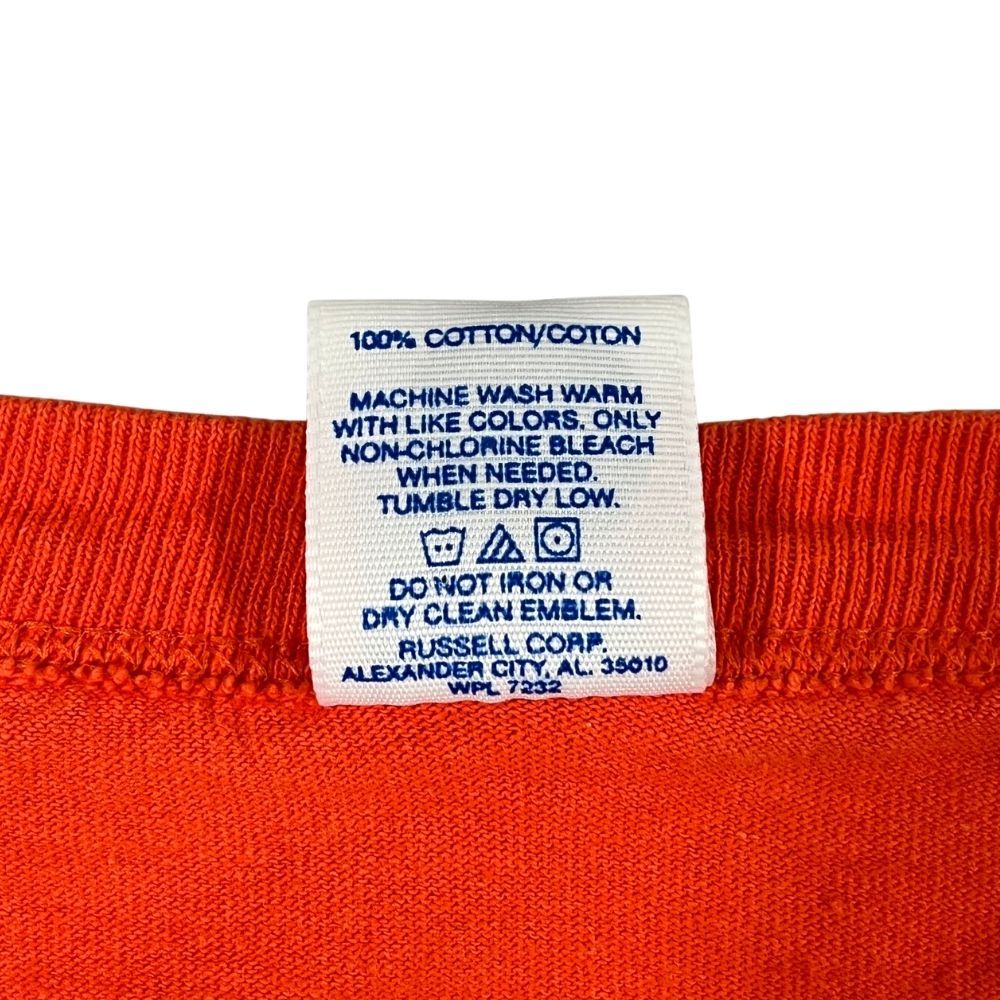 100% COTTON/COTON
MACHINE WASH WARM
WITH LIKE COLORS. ONLY
NON-CHLORINE BLEACH
WHEN NEEDED.
TUMBLE DRY LOW.
DO NOT IRON OR
DRY CLEAN EMBLEM.
RUSSELL CORP.
ALEXANDER CITY, AL. 35010
WPL 7232